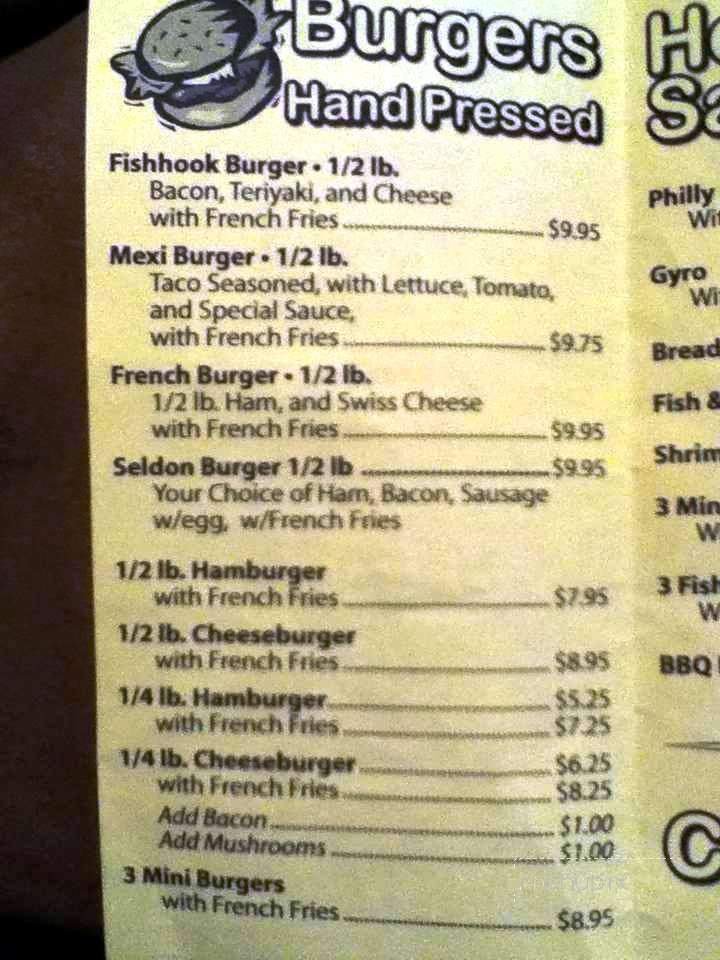 Burgers
Hand Pressed
Fishhook Burger • 1/2 lb.
Bacon, Teriyaki, and Cheese
with French Fries $9.95
Mexi Burger • 1/2 lb.
Taco Seasoned, with Lettuce, Tomato,
and Special Sauce,
with French Fries $9.75
French Burger • 1/2 lb.
1/2 lb. Ham, and Swiss Cheese
with French Fries $9.95
Seldon Burger 1/2 lb $9.95
Your Choice of Ham, Bacon, Sausage
w/egg, w/French Fries
1/2 lb. Hamburger
with French Fries $7.95
1/2 lb. Cheeseburger
with French Fries $8.95
1/4 lb. Hamburger $5.25
with French Fries $7.25
1/4 lb. Cheeseburger $6.25
with French Fries $8.25
Add Bacon $1.00
Add Mushrooms $1.00
3 Mini Burgers
with French Fries $8.95
Philly
Gyro
Bread
Fish &
3
3
BBQ